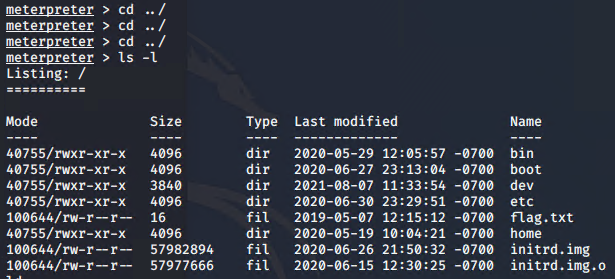 meterpreter > cd ../
meterpreter > cd ../
meterpreter > cd ../
meterpreter > ls -l
Listing: /
==========
Mode Size Type Last modified Name
---- ---- ---- ------------- ----
40755/rwxr-xr-x 4096 dir 2020-05-29 12:05:57 -0700 bin
40755/rwxr-xr-x 4096 dir 2020-06-27 23:13:04 -0700 boot
40755/rwxr-xr-x 3840 dir 2021-08-07 11:33:54 -0700 dev
40755/rwxr-xr-x 4096 dir 2020-06-30 23:29:51 -0700 etc
100644/rw-r--r-- 16 fil 2019-05-07 12:15:12 -0700 flag.txt
40755/rwxr-xr-x 4096 dir 2020-05-19 10:04:21 -0700 home
100644/rw-r--r-- 57982894 fil 2020-06-26 21:50:32 -0700 initrd.img
100644/rw-r--r-- 57977666 fil 2020-06-15 12:30:25 -0700 initrd.img.o